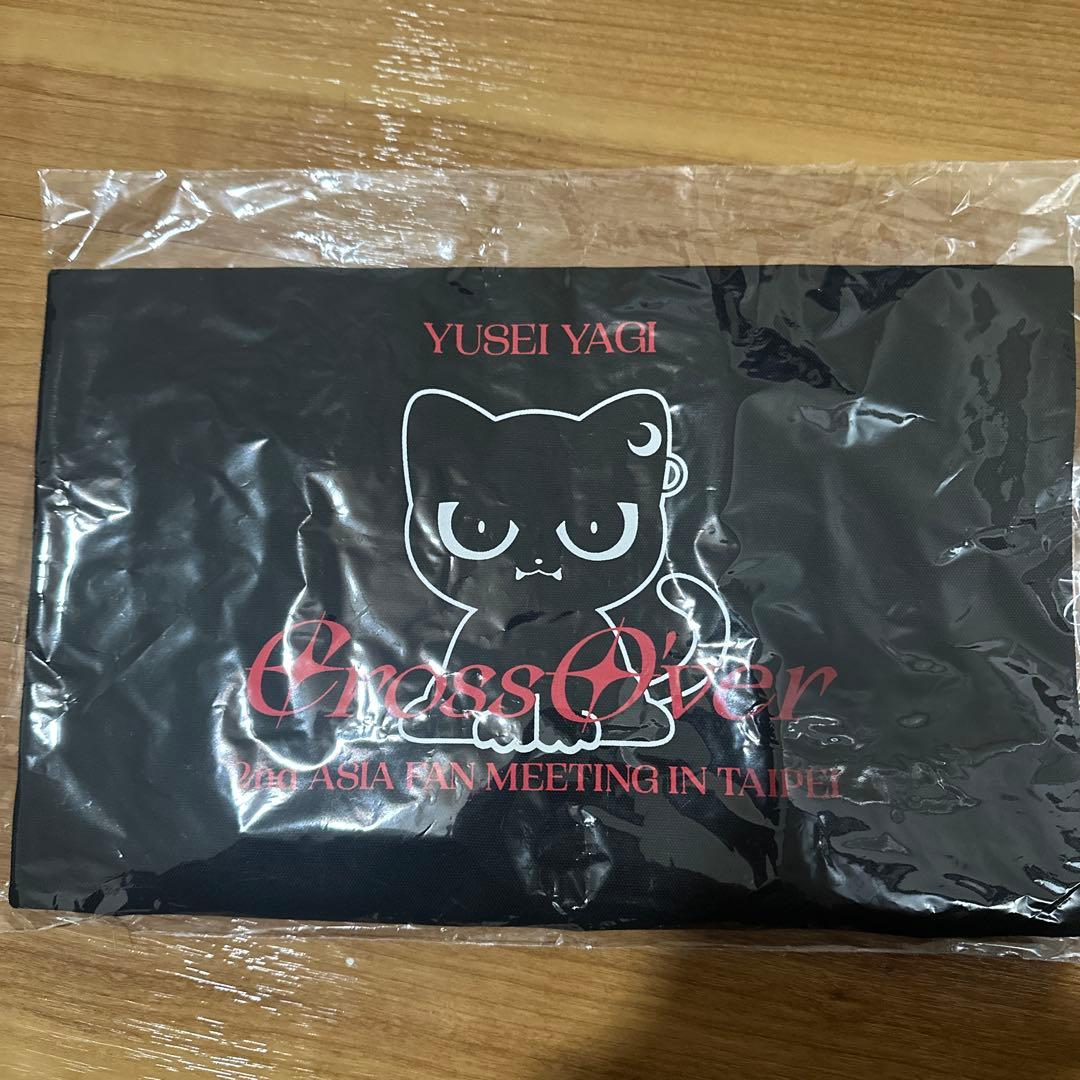 YUSEI YAGI
CrossO'ver
2nd ASIA FAN MEETING IN TAIPEI